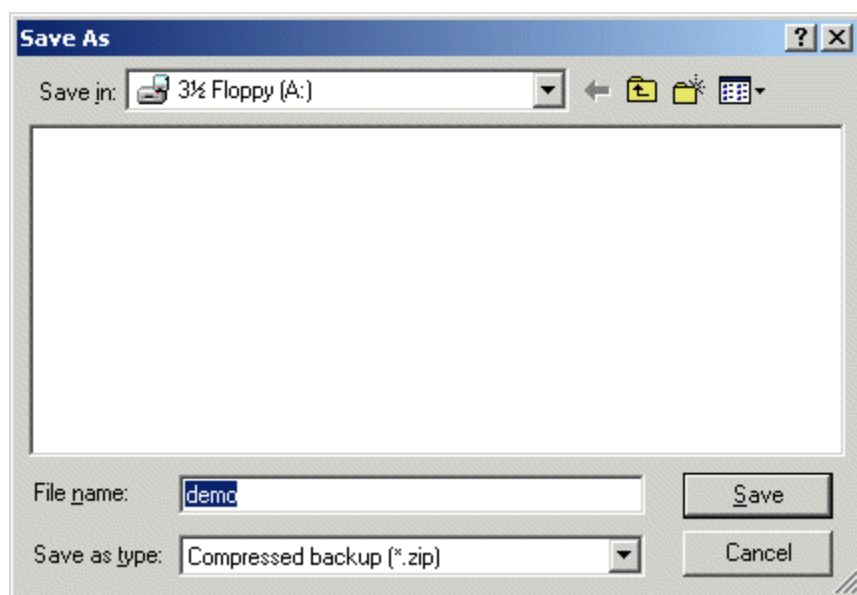 Save As
Save in: 3½ Floppy (A:)
File name: demo Save
Save as type: Compressed backup (*.zip) Cancel